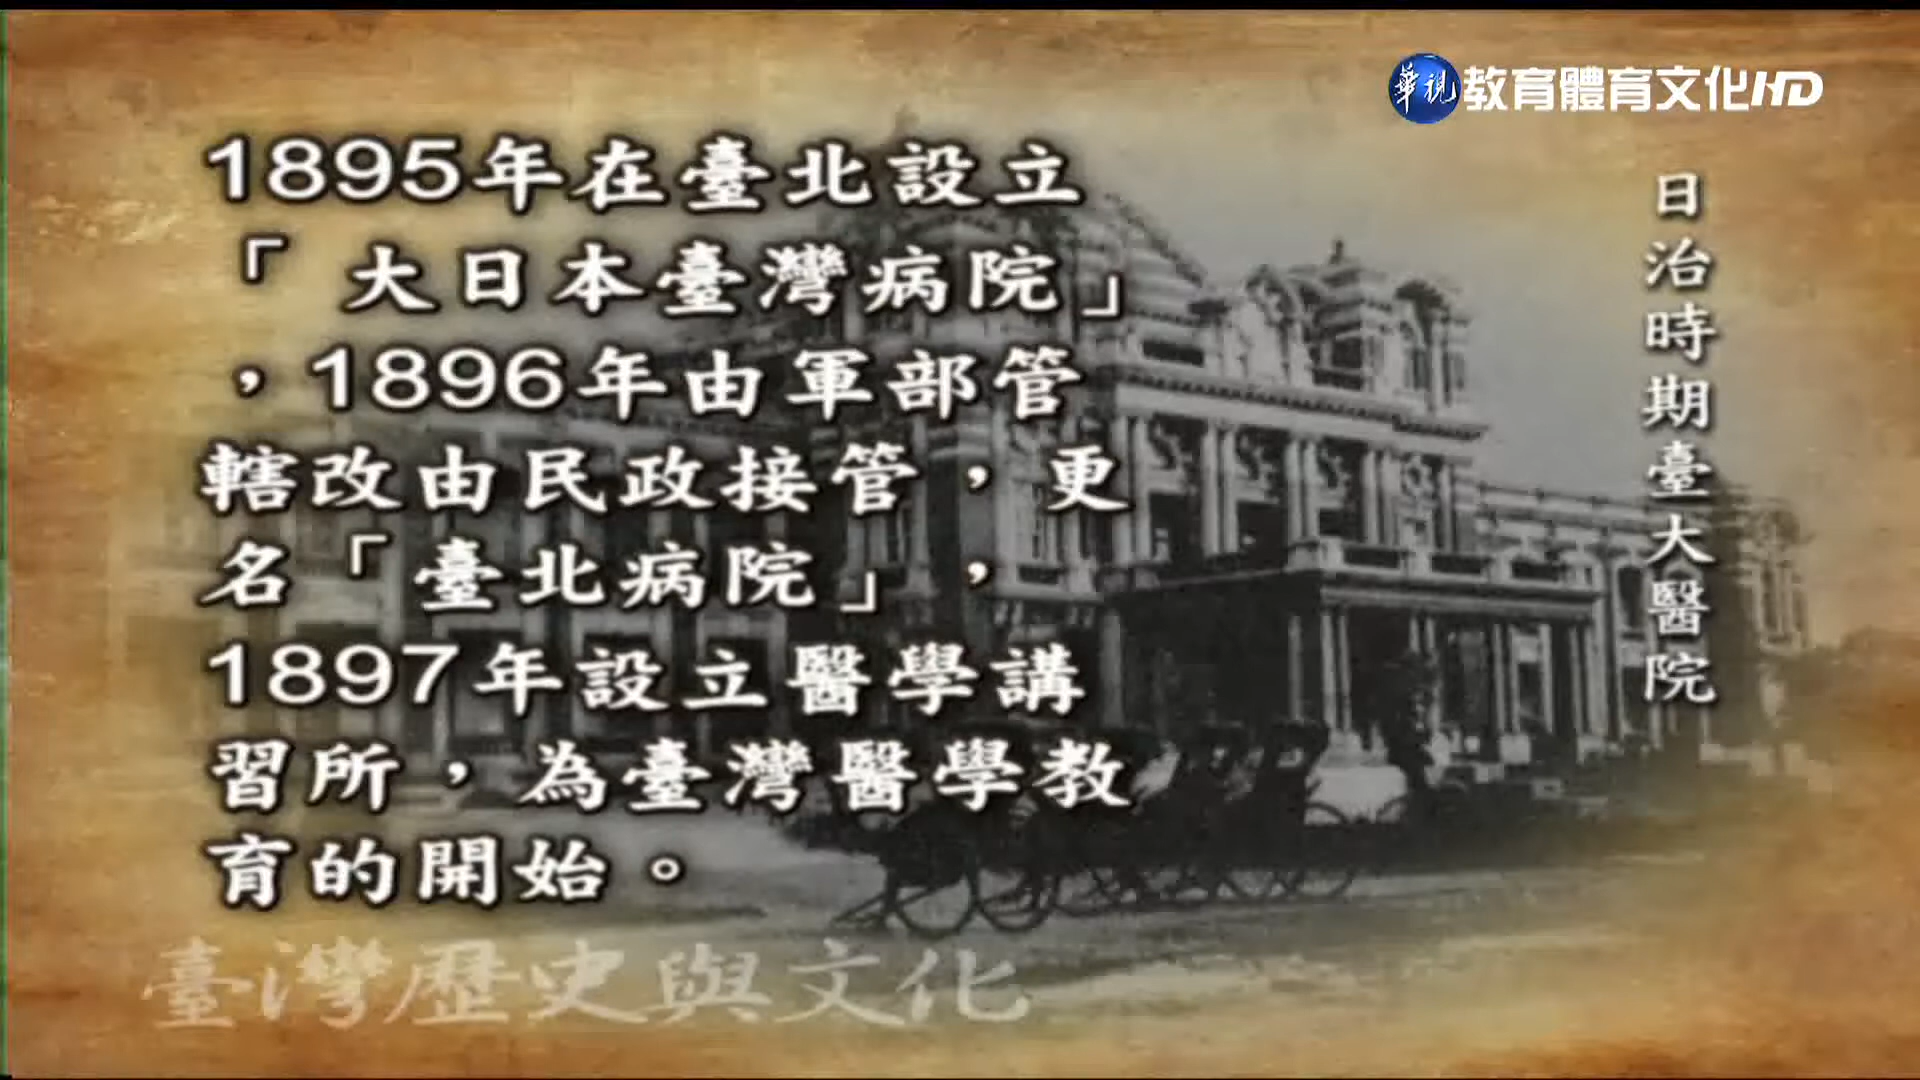 華視 教育體育文化HD
1895年在臺北設立
「大日本臺灣病院」
，1896年由軍部管
轄改由民政接管，更
名「臺北病院」，
1897年設立醫學講
習所，為臺灣醫學教
育的開始。
日治時期臺大醫院
臺灣歷史與文化